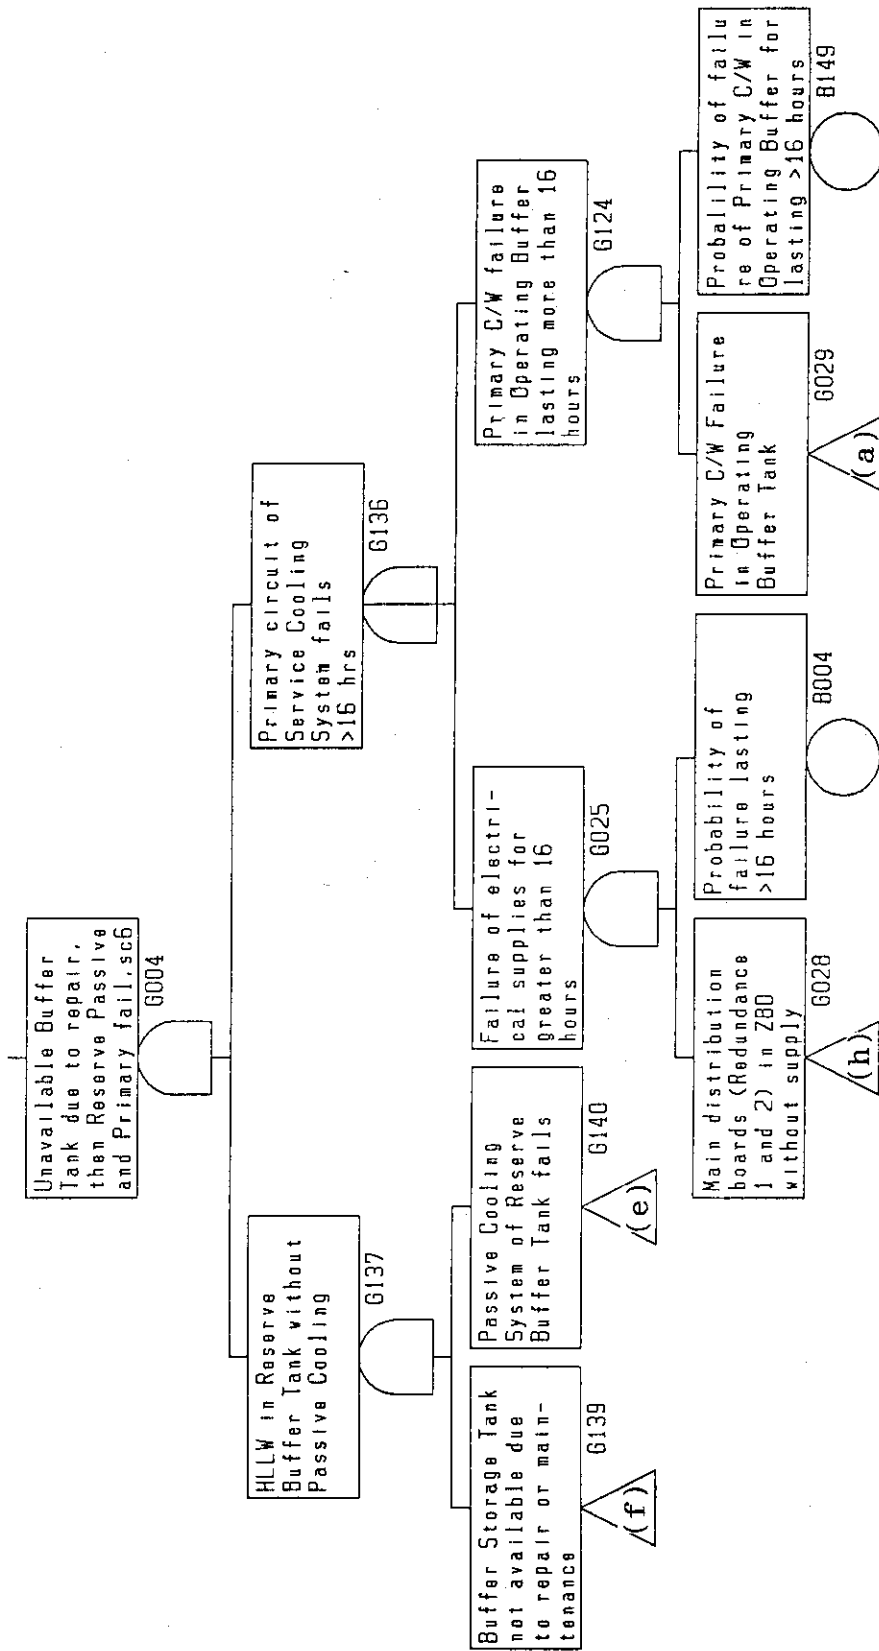 Unavailable Buffer
Tank due to repair,
then Reserve Passive
and Primary fail.sc6
G004
HLLW in Reserve
Buffer Tank without
Passive Cooling
G137
Primary circuit of
Service Cooling
System fails
>16 hrs
G136
Buffer Storage Tank
not available due
to repair or main-
tenance
G139
(f)
Passive Cooling
System of Reserve
Buffer Tank fails
G140
(e)
Failure of electri-
cal supplies for
greater than 16
hours
G025
Primary C/W failure
in Operating Buffer
lasting more than 16
hours
G124
Main distribution
boards (Redundance
1 and 2) in ZBD
without supply
G028
(h)
Probability of
failure lasting
>16 hours
B004
Primary C/W Failure
in Operating
Buffer Tank
G029
(a)
Probalility of failu
re of Primary C/W in
Operating Buffer for
lasting >16 hours
B149